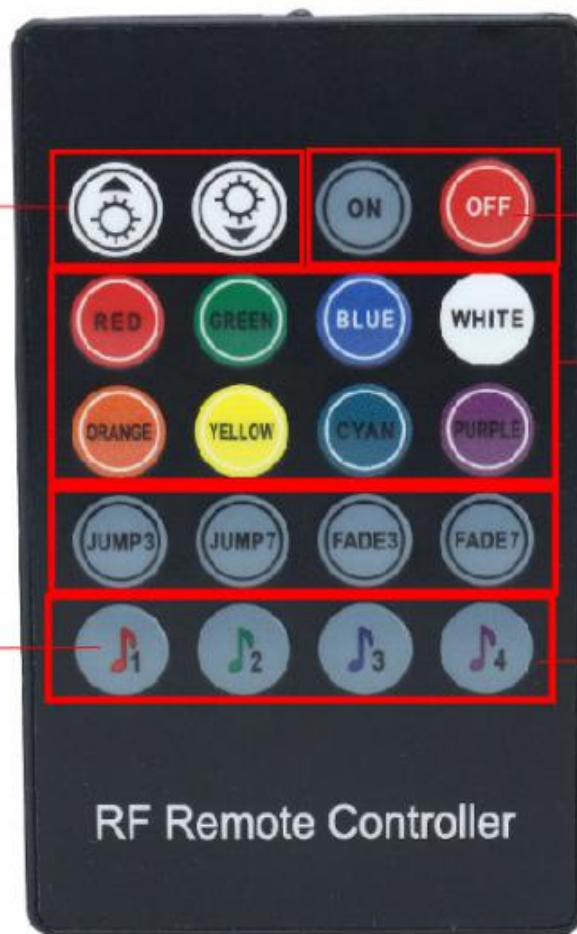 ON OFF
RED GREEN BLUE WHITE
ORANGE YELLOW CYAN PURPLE
JUMP3 JUMP7 FADE3 FADE7
1 2 3 4
RF Remote Controller